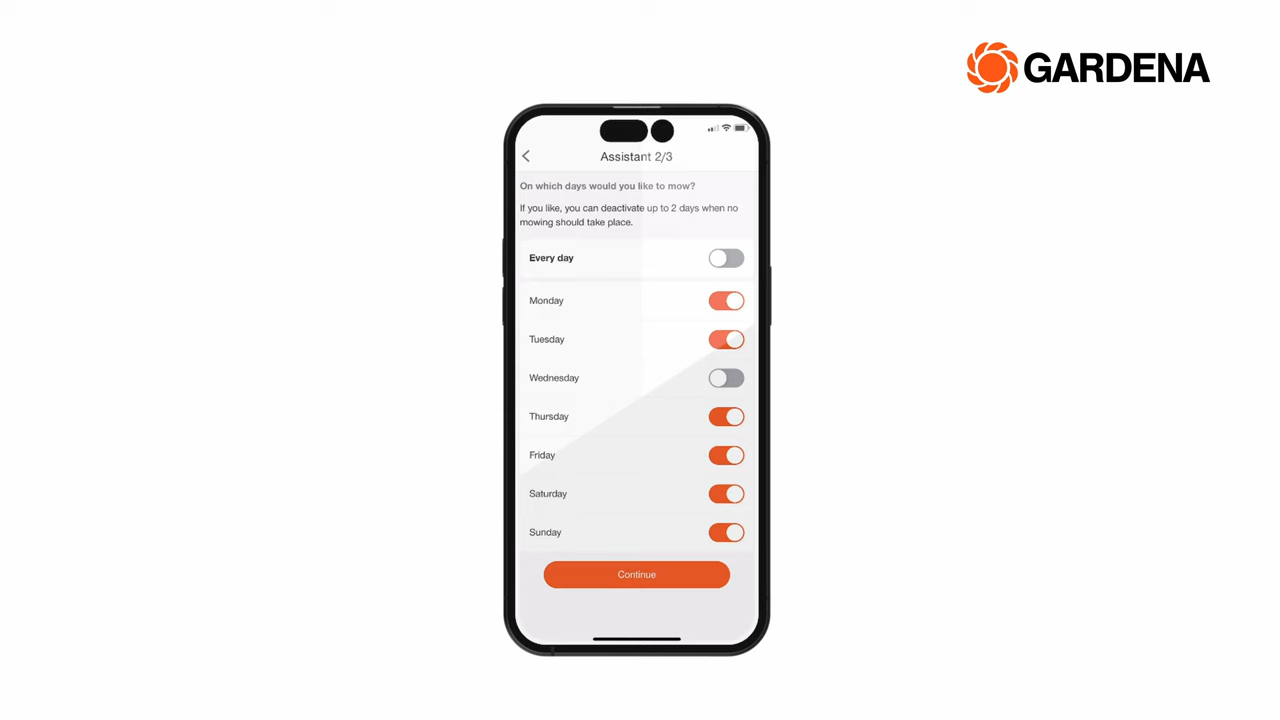 GARDENA
Assistant 2/3
On which days would you like to mow?
If you like, you can deactivate up to 2 days when no
mowing should take place.
Every day
Monday
Tuesday
Wednesday
Thursday
Friday
Saturday
Sunday
Continue